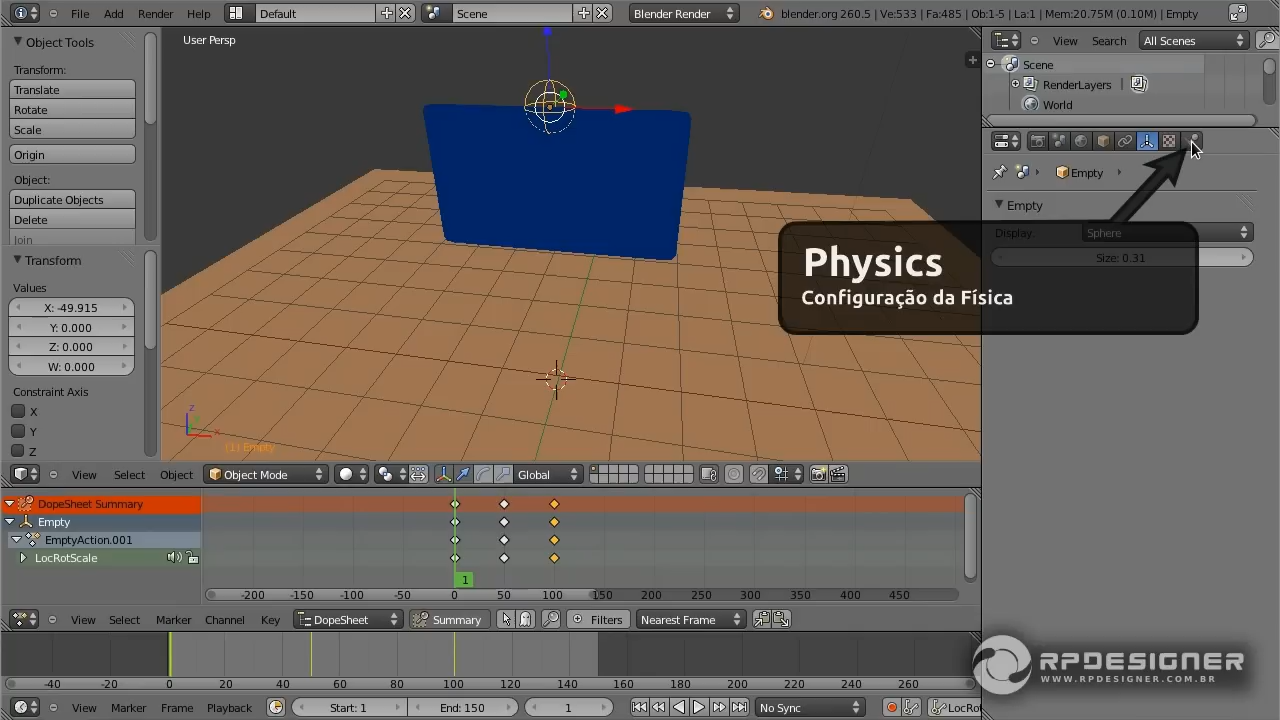 File Add Render Help Default Scene Blender Render blender.org 260.5 | Ve:533 | Fa:485 | Ob:1-5 | La:1 | Mem:20.75M (0.10M) | Empty
Object Tools
Transform:
Translate
Rotate
Scale
Origin
Object:
Duplicate Objects
Delete
Join
Transform
Values
X: -49.915
Y: 0.000
Z: 0.000
W: 0.000
Constraint Axis
X
Y
Z
User Persp
z
x
(1) Empty
View Search All Scenes
Scene
RenderLayers
World
Empty
Empty
Display: Sphere
Size: 0.31
Physics
Configuração da Física
View Select Object Object Mode Global
DopeSheet Summary
Empty
EmptyAction.001
LocRotScale
1
-200 -150 -100 -50 0 50 100 150 200 250 300 350 400 450
View Select Marker Channel Key DopeSheet Summary Filters Nearest Frame
-40 -20 0 20 40 60 80 100 120 140 160 180 200 220 240 260
View Marker Frame Playback Start: 1 End: 150 1 No Sync LocRot
RPDESIGNER
WWW.RPDESIGNER.COM.BR